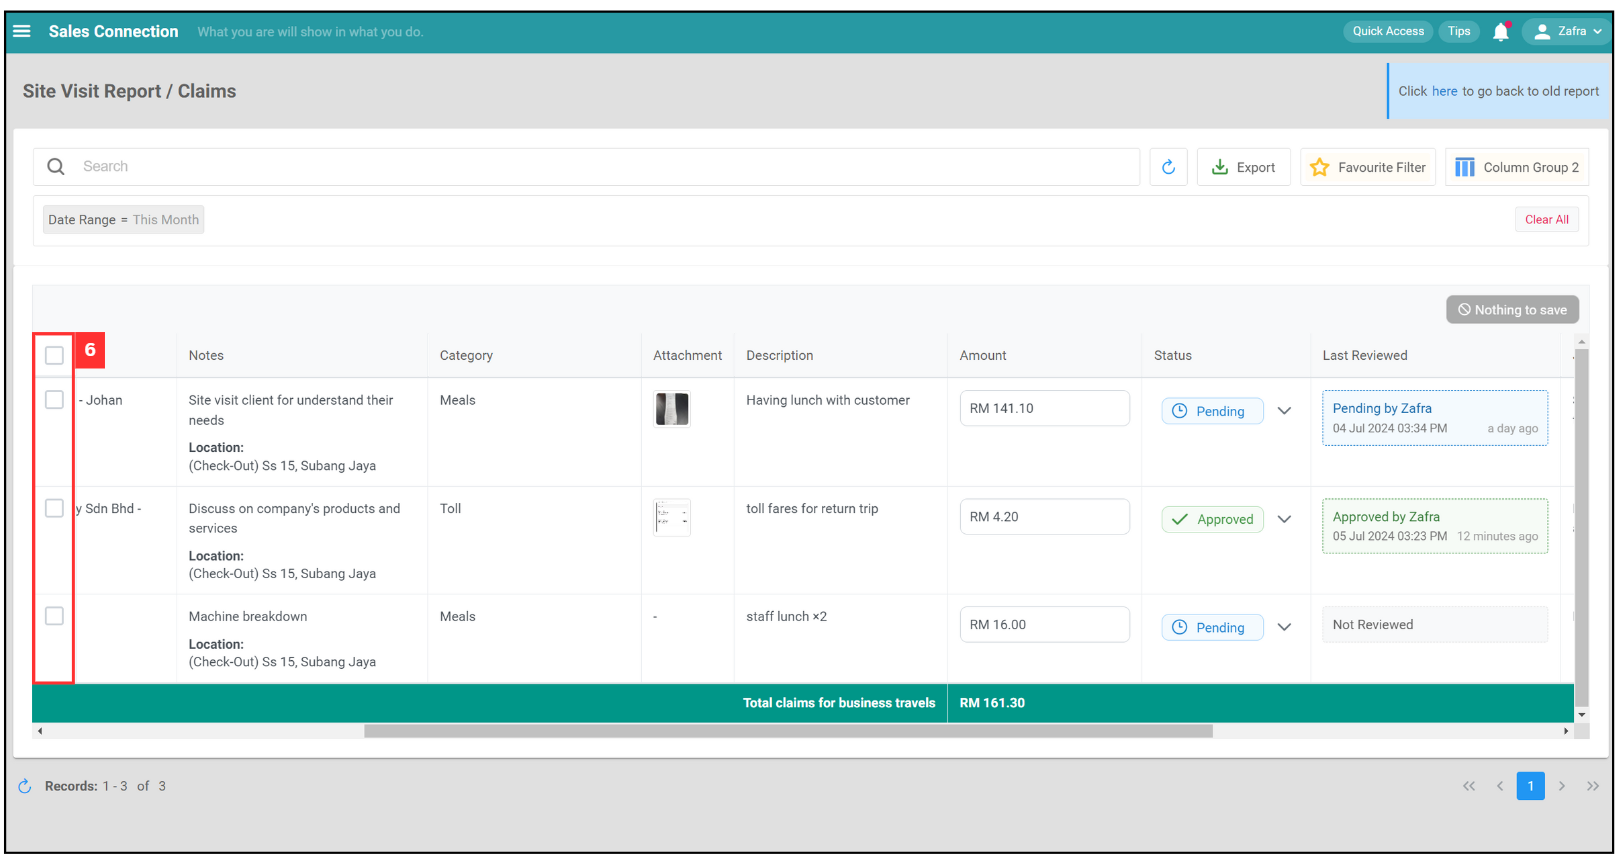 Sales Connection What you are will show in what you do. Quick Access Tips Zafra
Site Visit Report / Claims
Click here to go back to old report
Search Export Favourite Filter Column Group 2
Date Range = This Month Clear All
Nothing to save
6 Notes Category Attachment Description Amount Status Last Reviewed
- Johan Site visit client for understand their needs Meals Having lunch with customer RM 141.10 Pending Pending by Zafra
04 Jul 2024 03:34 PM a day ago
Location:
(Check-Out) Ss 15, Subang Jaya
y Sdn Bhd - Discuss on company's products and services Toll toll fares for return trip RM 4.20 Approved Approved by Zafra
05 Jul 2024 03:23 PM 12 minutes ago
Location:
(Check-Out) Ss 15, Subang Jaya
Machine breakdown Meals - staff lunch ×2 RM 16.00 Pending Not Reviewed
Location:
(Check-Out) Ss 15, Subang Jaya
Total claims for business travels RM 161.30
Records: 1 - 3 of 3 « ‹ 1 › »